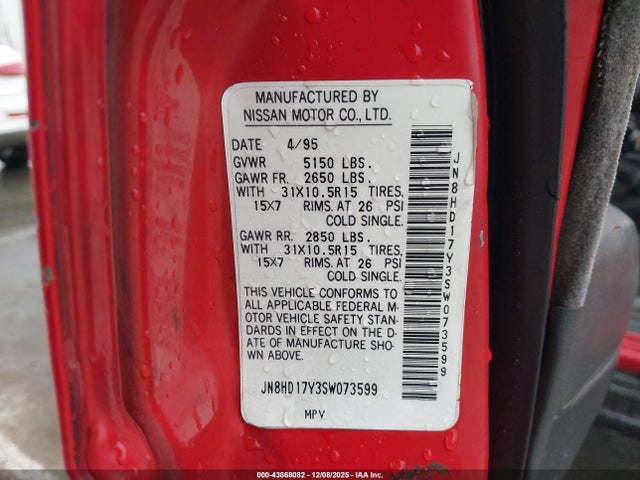 MANUFACTURED BY
NISSAN MOTOR CO., LTD.
DATE 4/95
GVWR 5150 LBS.
GAWR FR. 2650 LBS.
WITH 31X10.5R15 TIRES,
15X7 RIMS. AT 26 PSI
COLD SINGLE.
GAWR RR. 2850 LBS.
WITH 31X10.5R15 TIRES,
15X7 RIMS. AT 26 PSI
COLD SINGLE.
THIS VEHICLE CONFORMS TO
ALL APPLICABLE FEDERAL MO-
TOR VEHICLE SAFETY STAN-
DARDS IN EFFECT ON THE D-
ATE OF MANUFACTURE SHO-
WN ABOVE.
JN8HD17Y3SW073599
MPV
JN8HD17Y3SW073599
000-43868082 - 12/08/2025 - IAA, Inc.